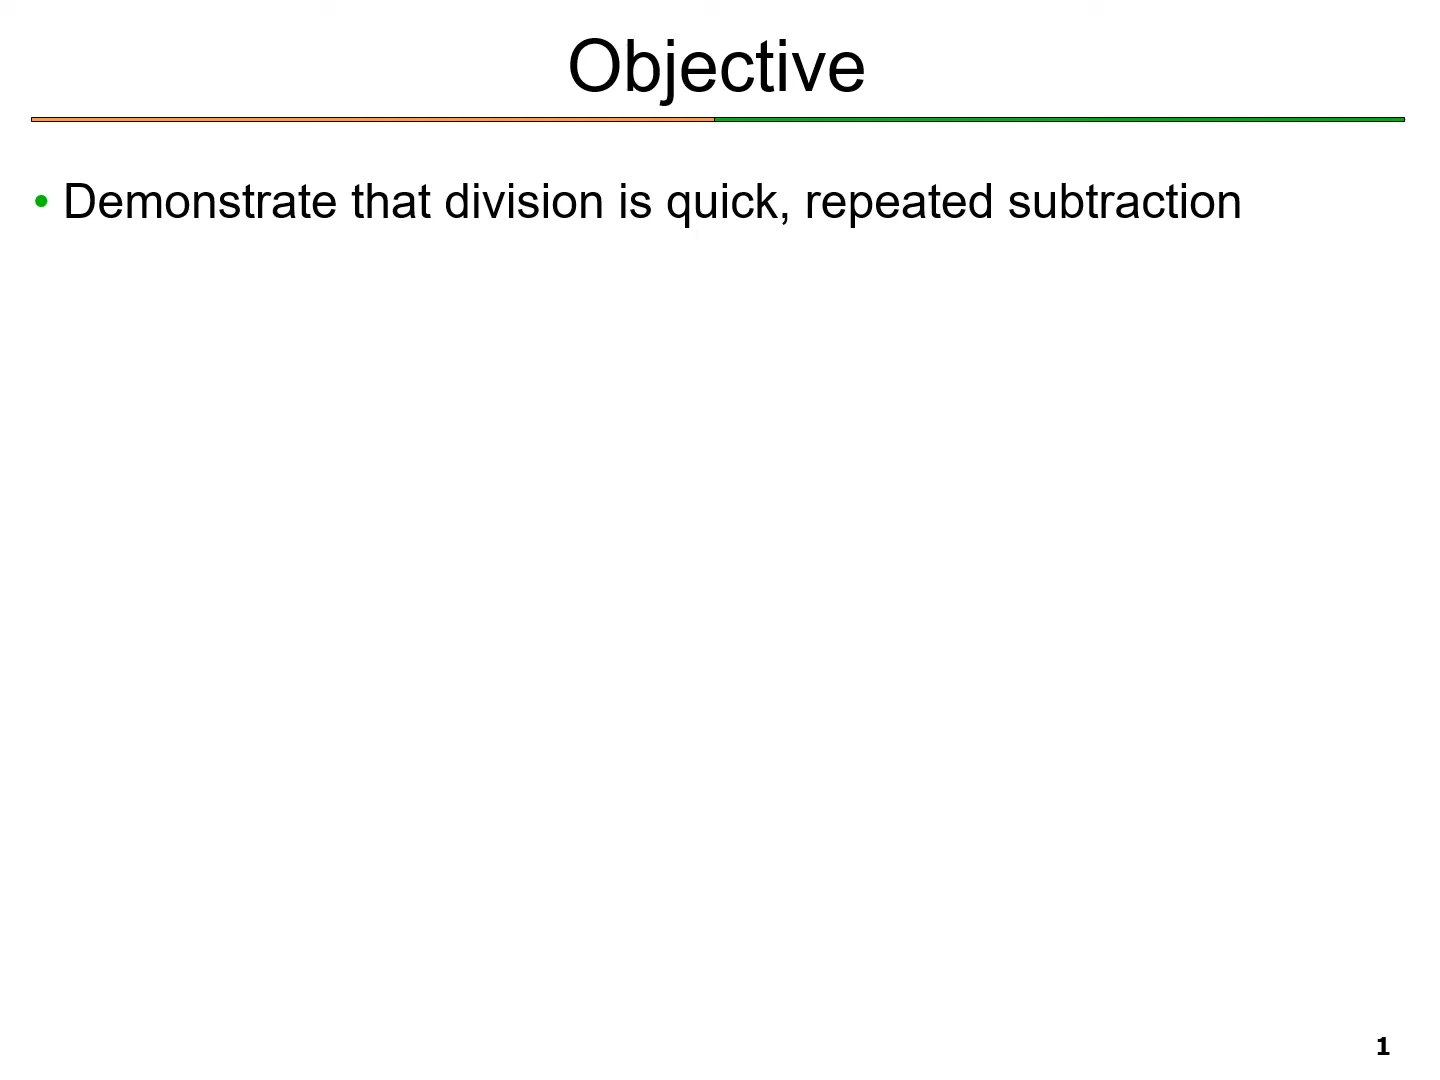 Objective
• Demonstrate that division is quick, repeated subtraction
1